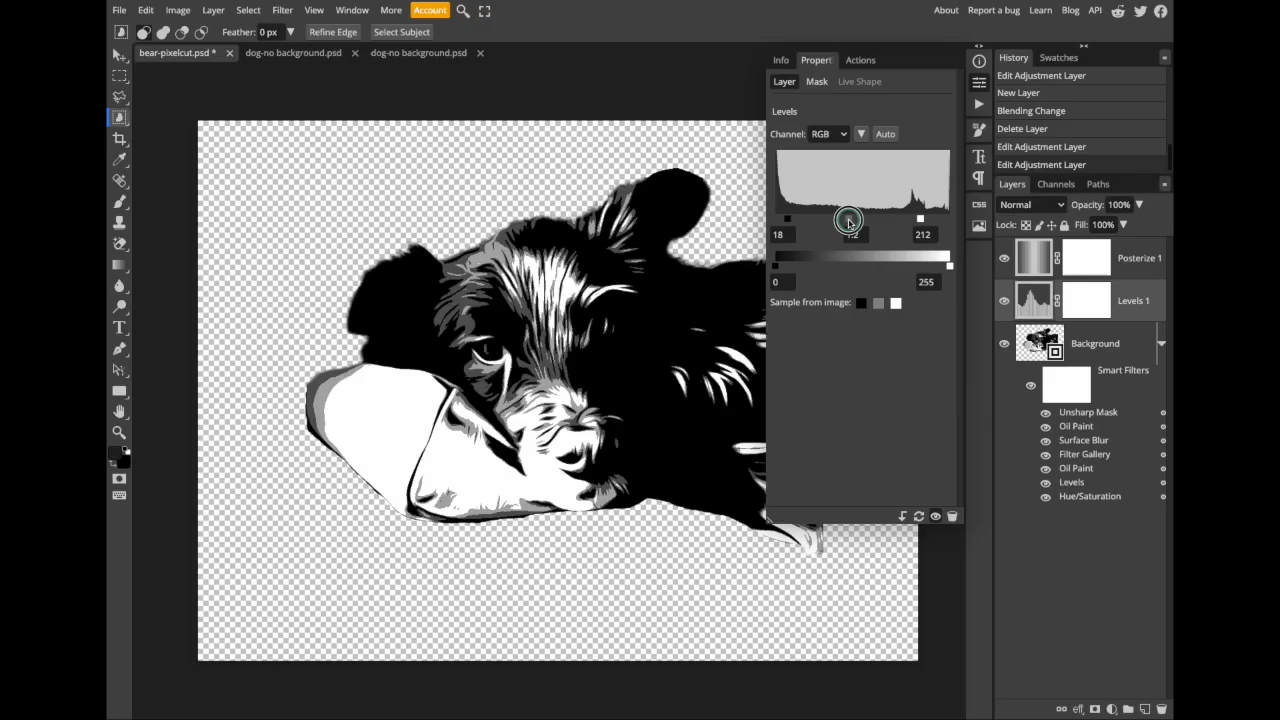 File Edit Image Layer Select Filter View Window More Account About Report a bug Learn Blog API
Feather: 0 px Refine Edge Select Subject
bear-pixelcut.psd * dog-no background.psd dog-no background.psd
Info Propert Actions
Layer Mask Live Shape
Levels
Channel: RGB Auto
18 212
0 255
Sample from image:
History Swatches
Edit Adjustment Layer
New Layer
Blending Change
Delete Layer
Edit Adjustment Layer
Edit Adjustment Layer
Layers Channels Paths
Normal Opacity: 100%
Lock: Fill: 100%
Posterize 1
Levels 1
Background
Smart Filters
Unsharp Mask
Oil Paint
Surface Blur
Filter Gallery
Oil Paint
Levels
Hue/Saturation
CSS
eff